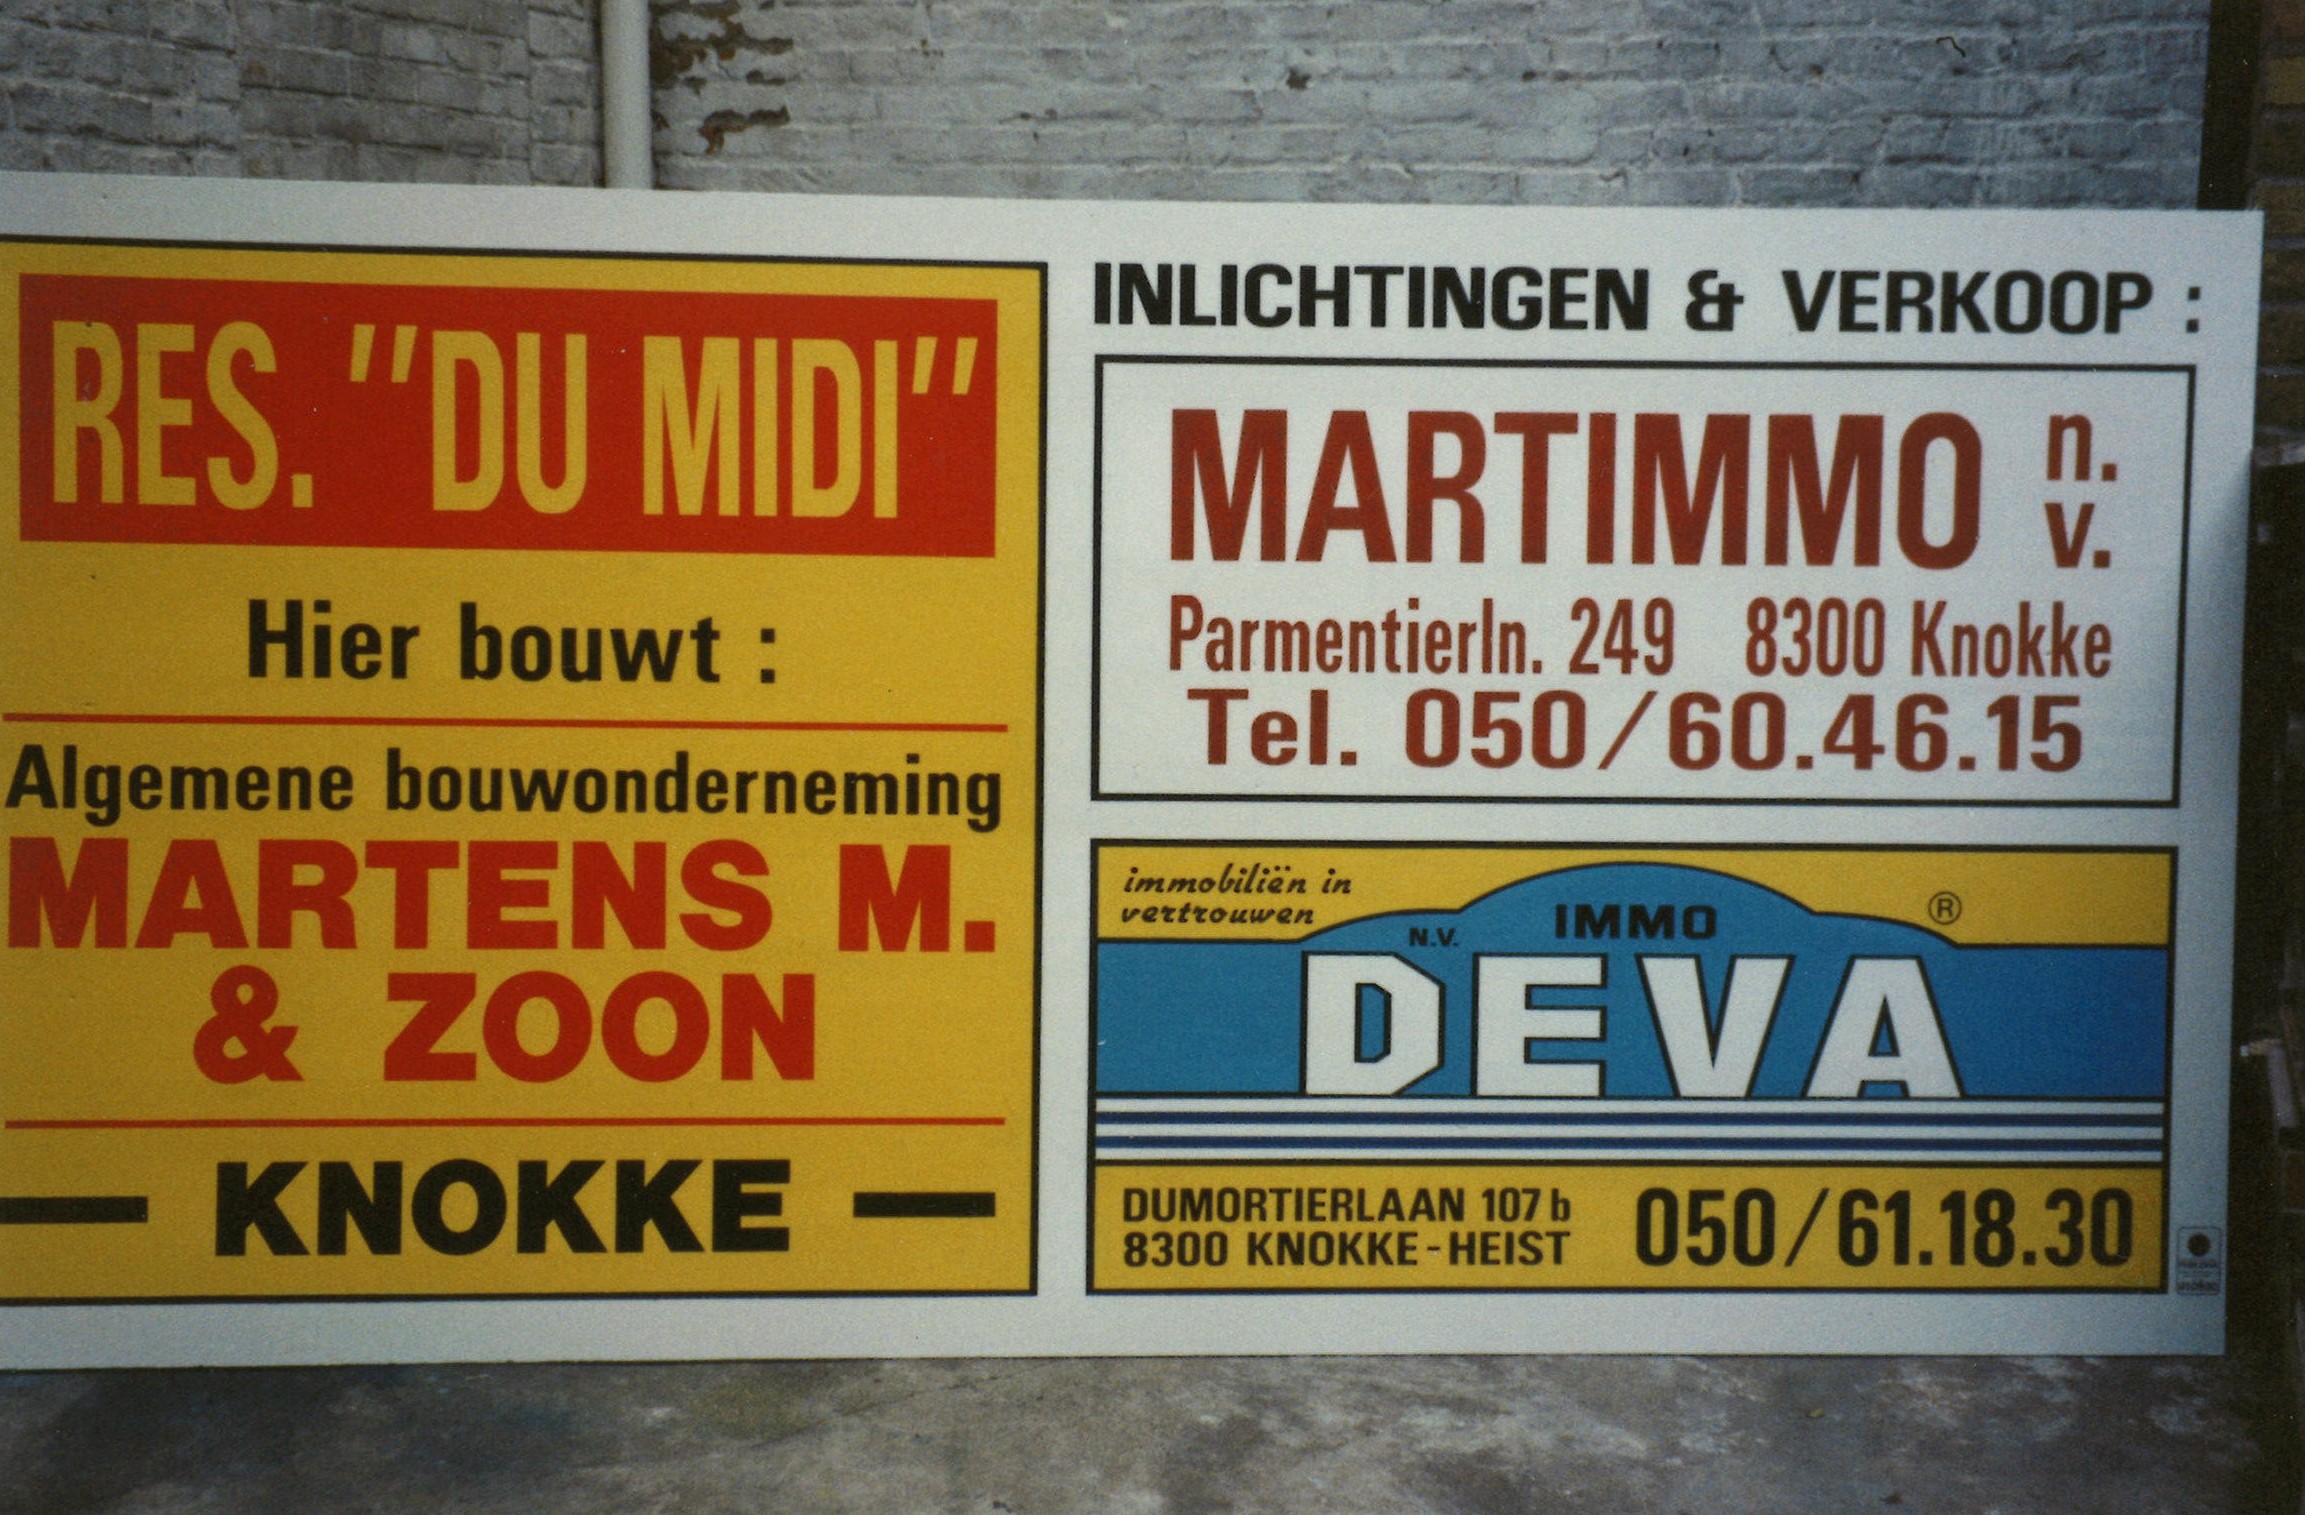 RES. "DU MIDI"
Hier bouwt :
Algemene bouwonderneming
MARTENS M.
& ZOON
— KNOKKE —
INLICHTINGEN & VERKOOP :
MARTIMMO n.v.
Parmentierln. 249 8300 Knokke
Tel. 050/60.46.15
immobiliën in
vertrouwen
N.V. IMMO ®
DEVA
DUMORTIERLAAN 107 b
8300 KNOKKE-HEIST
050/61.18.30